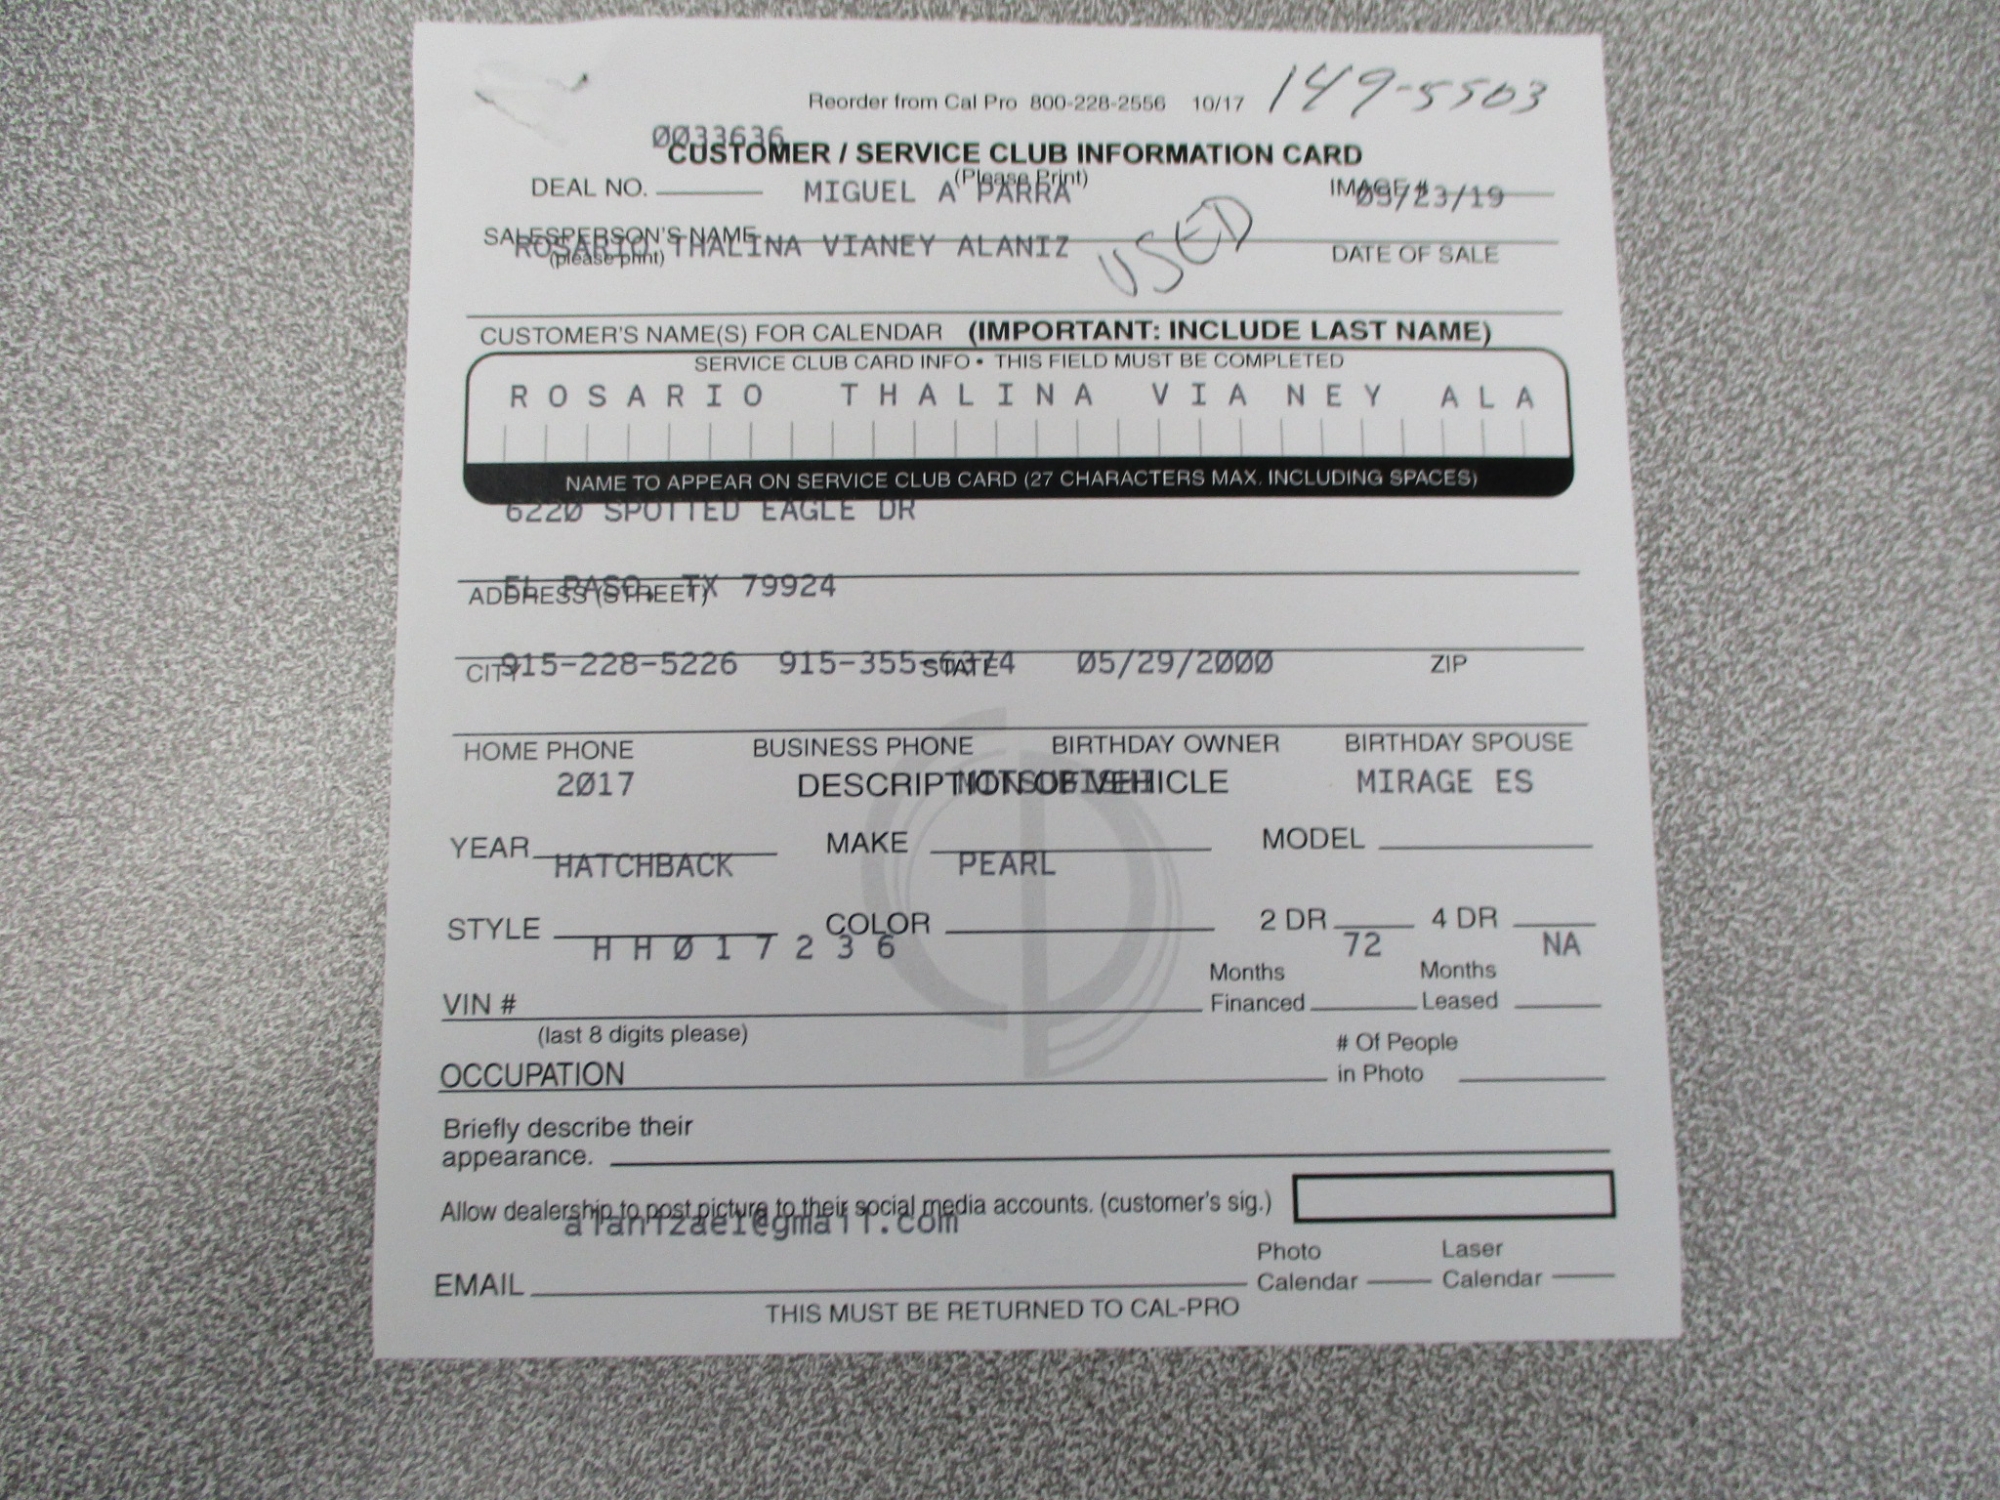 Reorder from Cal Pro 800-228-2556 10/17 149-5503
0033636
CUSTOMER / SERVICE CLUB INFORMATION CARD
(Please Print)
DEAL NO. MIGUEL A PARRA IMAGE # /23/19
SALESPERSON'S NAME
ROSARIO THALINA VIANEY ALANIZ USED
(please print) DATE OF SALE
CUSTOMER'S NAME(S) FOR CALENDAR (IMPORTANT: INCLUDE LAST NAME)
SERVICE CLUB CARD INFO • THIS FIELD MUST BE COMPLETED
ROSARIO THALINA VIANEY ALA
NAME TO APPEAR ON SERVICE CLUB CARD (27 CHARACTERS MAX. INCLUDING SPACES)
6220 SPOTTED EAGLE DR
EL PASO, TX 79924
ADDRESS (STREET)
915-228-5226 05/29/2000
CITY STATE ZIP
HOME PHONE BUSINESS PHONE BIRTHDAY OWNER BIRTHDAY SPOUSE
2017 DESCRIPTION OF VEHICLE MITSUBISHI MIRAGE ES
YEAR MAKE MODEL
HATCHBACK PEARL
STYLE COLOR 2 DR 4 DR
HH017236 72 NA
Months Months
VIN # Financed Leased
(last 8 digits please)
# Of People
OCCUPATION in Photo
Briefly describe their
appearance.
Allow dealership to post picture to their social media accounts. (customer's sig.)
alanizael@gmail.com
Photo Laser
EMAIL Calendar Calendar
THIS MUST BE RETURNED TO CAL-PRO